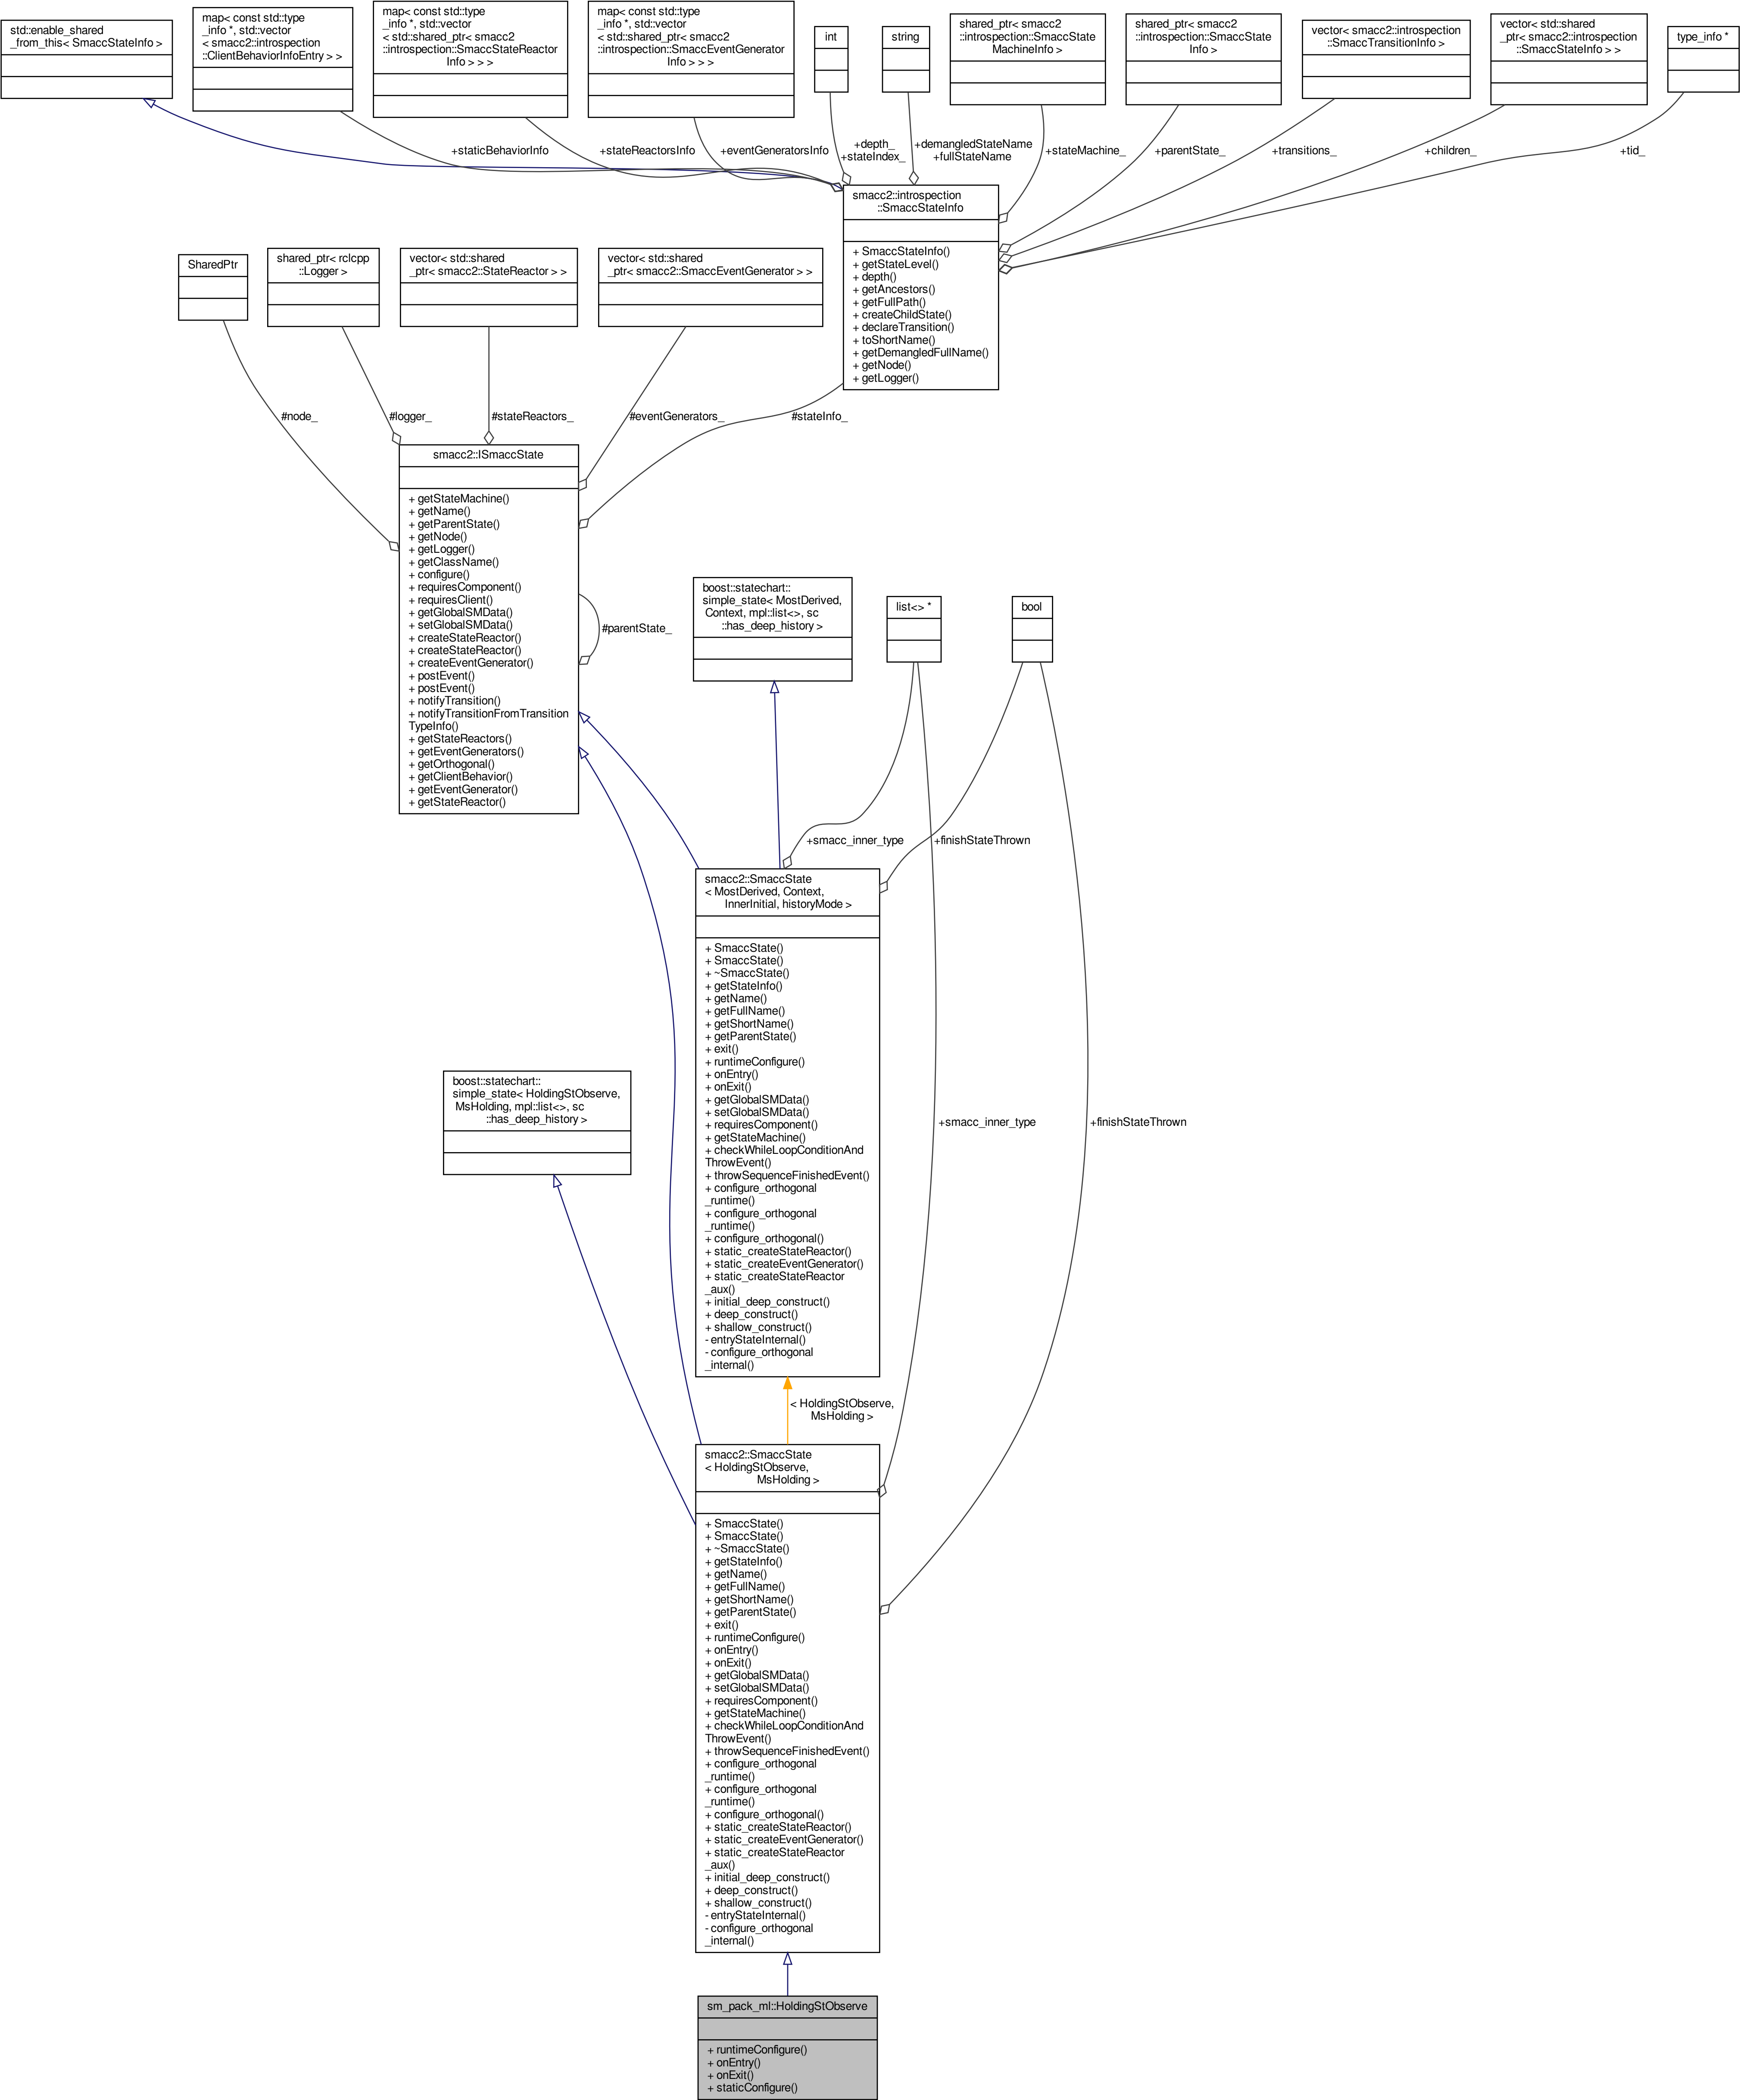 std::enable_shared
_from_this< SmaccStateInfo >
map< const std::type
_info *, std::vector
< smacc2::introspection
::ClientBehaviorInfoEntry > >
map< const std::type
_info *, std::vector
< std::shared_ptr< smacc2
::introspection::SmaccStateReactor
Info > > >
map< const std::type
_info *, std::vector
< std::shared_ptr< smacc2
::introspection::SmaccEventGenerator
Info > > >
int
string
shared_ptr< smacc2
::introspection::SmaccState
MachineInfo >
shared_ptr< smacc2
::introspection::SmaccState
Info >
vector< smacc2::introspection
::SmaccTransitionInfo >
vector< std::shared
_ptr< smacc2::introspection
::SmaccStateInfo > >
type_info *
+staticBehaviorInfo
+stateReactorsInfo
+eventGeneratorsInfo
+depth_
+stateIndex_
+demangledStateName
+fullStateName
+stateMachine_
+parentState_
+transitions_
+children_
+tid_
smacc2::introspection
::SmaccStateInfo
+ SmaccStateInfo()
+ getStateLevel()
+ depth()
+ getAncestors()
+ getFullPath()
+ createChildState()
+ declareTransition()
+ toShortName()
+ getDemangledFullName()
+ getNode()
+ getLogger()
SharedPtr
shared_ptr< rclcpp
::Logger >
vector< std::shared
_ptr< smacc2::StateReactor > >
vector< std::shared
_ptr< smacc2::SmaccEventGenerator > >
#node_
#logger_
#stateReactors_
#eventGenerators_
#stateInfo_
smacc2::ISmaccState
+ getStateMachine()
+ getName()
+ getParentState()
+ getNode()
+ getLogger()
+ getClassName()
+ configure()
+ requiresComponent()
+ requiresClient()
+ getGlobalSMData()
+ setGlobalSMData()
+ createStateReactor()
+ createStateReactor()
+ createEventGenerator()
+ postEvent()
+ postEvent()
+ notifyTransition()
+ notifyTransitionFromTransition
TypeInfo()
+ getStateReactors()
+ getEventGenerators()
+ getOrthogonal()
+ getClientBehavior()
+ getEventGenerator()
+ getStateReactor()
#parentState_
boost::statechart::
simple_state< MostDerived,
Context, mpl::list<>, sc
::has_deep_history >
list<> *
bool
+smacc_inner_type
+finishStateThrown
smacc2::SmaccState
< MostDerived, Context,
InnerInitial, historyMode >
+ SmaccState()
+ SmaccState()
+ ~SmaccState()
+ getStateInfo()
+ getName()
+ getFullName()
+ getShortName()
+ getParentState()
+ exit()
+ runtimeConfigure()
+ onEntry()
+ onExit()
+ getGlobalSMData()
+ setGlobalSMData()
+ requiresComponent()
+ getStateMachine()
+ checkWhileLoopConditionAnd
ThrowEvent()
+ throwSequenceFinishedEvent()
+ configure_orthogonal
_runtime()
+ configure_orthogonal
_runtime()
+ configure_orthogonal()
+ static_createStateReactor()
+ static_createEventGenerator()
+ static_createStateReactor
_aux()
+ initial_deep_construct()
+ deep_construct()
+ shallow_construct()
- entryStateInternal()
- configure_orthogonal
_internal()
boost::statechart::
simple_state< HoldingStObserve,
MsHolding, mpl::list<>, sc
::has_deep_history >
+smacc_inner_type
+finishStateThrown
< HoldingStObserve,
MsHolding >
smacc2::SmaccState
< HoldingStObserve,
MsHolding >
+ SmaccState()
+ SmaccState()
+ ~SmaccState()
+ getStateInfo()
+ getName()
+ getFullName()
+ getShortName()
+ getParentState()
+ exit()
+ runtimeConfigure()
+ onEntry()
+ onExit()
+ getGlobalSMData()
+ setGlobalSMData()
+ requiresComponent()
+ getStateMachine()
+ checkWhileLoopConditionAnd
ThrowEvent()
+ throwSequenceFinishedEvent()
+ configure_orthogonal
_runtime()
+ configure_orthogonal
_runtime()
+ configure_orthogonal()
+ static_createStateReactor()
+ static_createEventGenerator()
+ static_createStateReactor
_aux()
+ initial_deep_construct()
+ deep_construct()
+ shallow_construct()
- entryStateInternal()
- configure_orthogonal
_internal()
sm_pack_ml::HoldingStObserve
+ runtimeConfigure()
+ onEntry()
+ onExit()
+ staticConfigure()